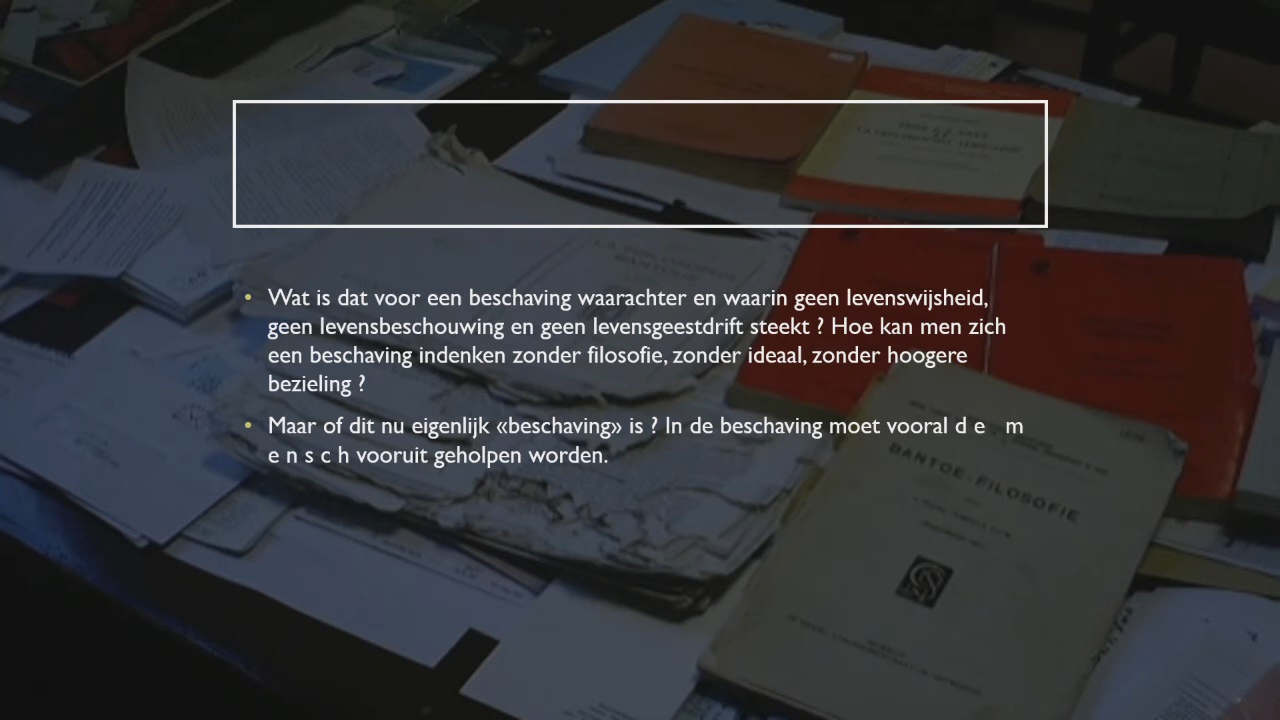 Wat is dat voor een beschaving waarachter en waarin geen levenswijsheid,
geen levensbeschouwing en geen levensgeestdrift steekt ? Hoe kan men zich
een beschaving indenken zonder filosofie, zonder ideaal, zonder hoogere
bezieling ?
Maar of dit nu eigenlijk «beschaving» is ? In de beschaving moet vooral d e m
e n s c h vooruit geholpen worden.
BANTOE-FILOSOFIE